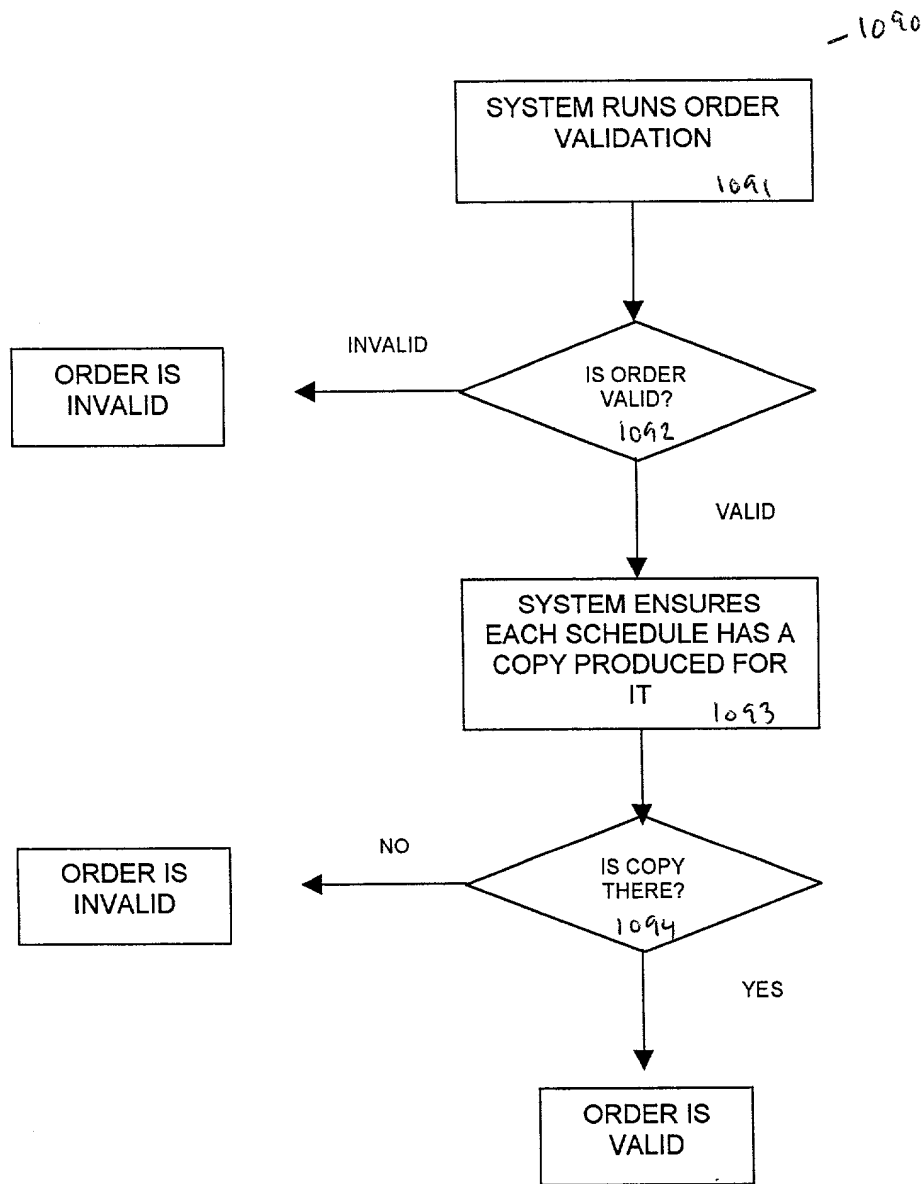 1090
SYSTEM RUNS ORDER
VALIDATION
1091
INVALID
ORDER IS
INVALID
IS ORDER
VALID?
1092
VALID
SYSTEM ENSURES
EACH SCHEDULE HAS A
COPY PRODUCED FOR
IT
1093
NO
ORDER IS
INVALID
IS COPY
THERE?
1094
YES
ORDER IS
VALID